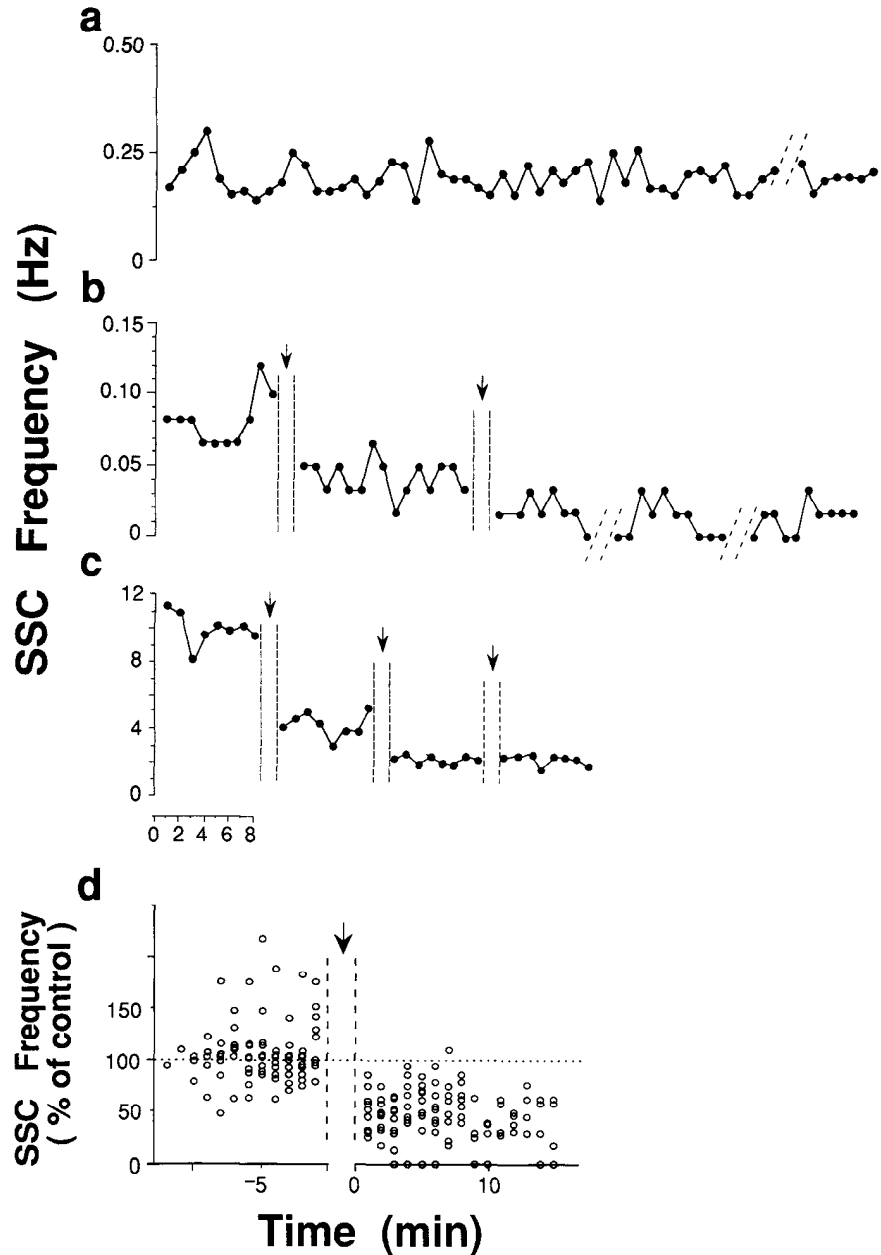 a
0.50
0.25
0
SSC Frequency (Hz)
b
0.15
0.10
0.05
0
c
12
8
4
0
0 2 4 6 8
d
SSC Frequency
( % of control )
150
100
50
0
-5 0 10
Time (min)